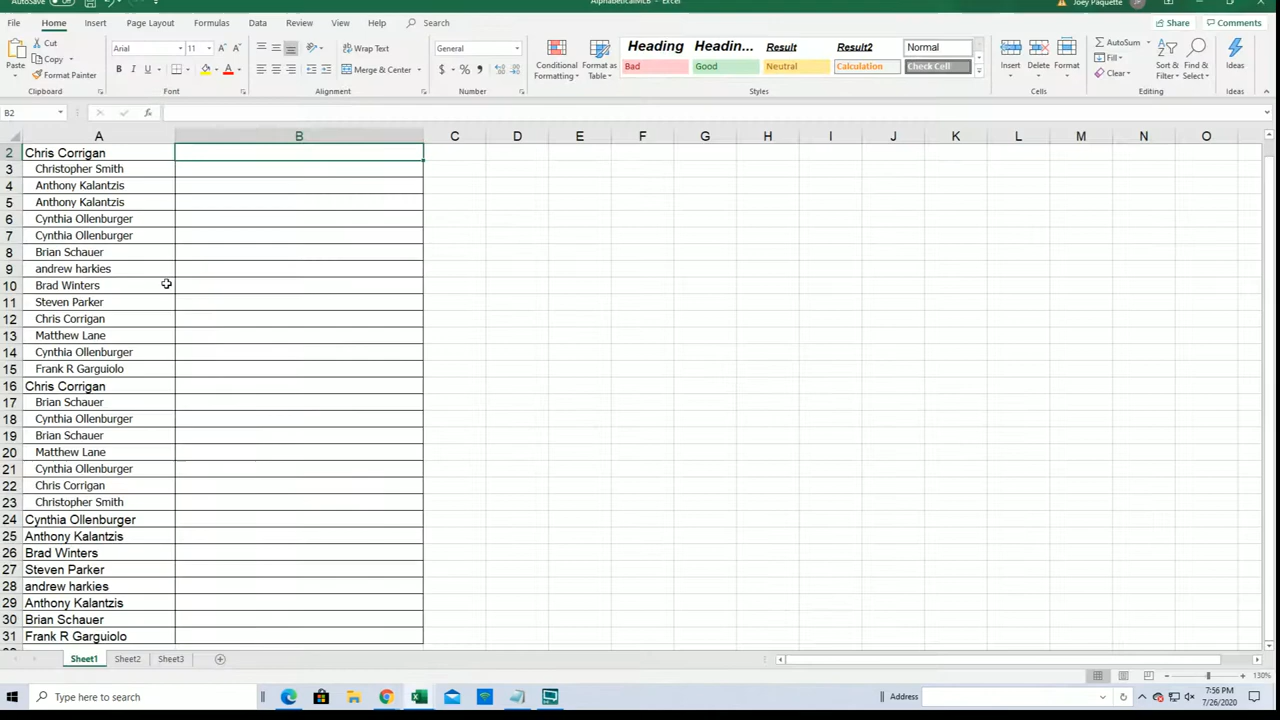 AutoSave Off
AlphabeticalMLB - Excel
Joey Paquette JP
File Home Insert Page Layout Formulas Data Review View Help Search Share Comments
Paste Cut Copy Format Painter
Arial 11
B I U
Wrap Text
Merge & Center
General
$ %
Conditional Formatting Format as Table
Heading Headin... Result Result2 Normal
Bad Good Neutral Calculation Check Cell
Insert Delete Format
AutoSum Fill Clear
Sort & Filter Find & Select Ideas
Clipboard Font Alignment Number Styles Cells Editing Ideas
B2 fx
A B C D E F G H I J K L M N O
2 Chris Corrigan
3 Christopher Smith
4 Anthony Kalantzis
5 Anthony Kalantzis
6 Cynthia Ollenburger
7 Cynthia Ollenburger
8 Brian Schauer
9 andrew harkies
10 Brad Winters
11 Steven Parker
12 Chris Corrigan
13 Matthew Lane
14 Cynthia Ollenburger
15 Frank R Garguiolo
16 Chris Corrigan
17 Brian Schauer
18 Cynthia Ollenburger
19 Brian Schauer
20 Matthew Lane
21 Cynthia Ollenburger
22 Chris Corrigan
23 Christopher Smith
24 Cynthia Ollenburger
25 Anthony Kalantzis
26 Brad Winters
27 Steven Parker
28 andrew harkies
29 Anthony Kalantzis
30 Brian Schauer
31 Frank R Garguiolo
Sheet1 Sheet2 Sheet3
130%
Type here to search
Address
7:56 PM
7/26/2020